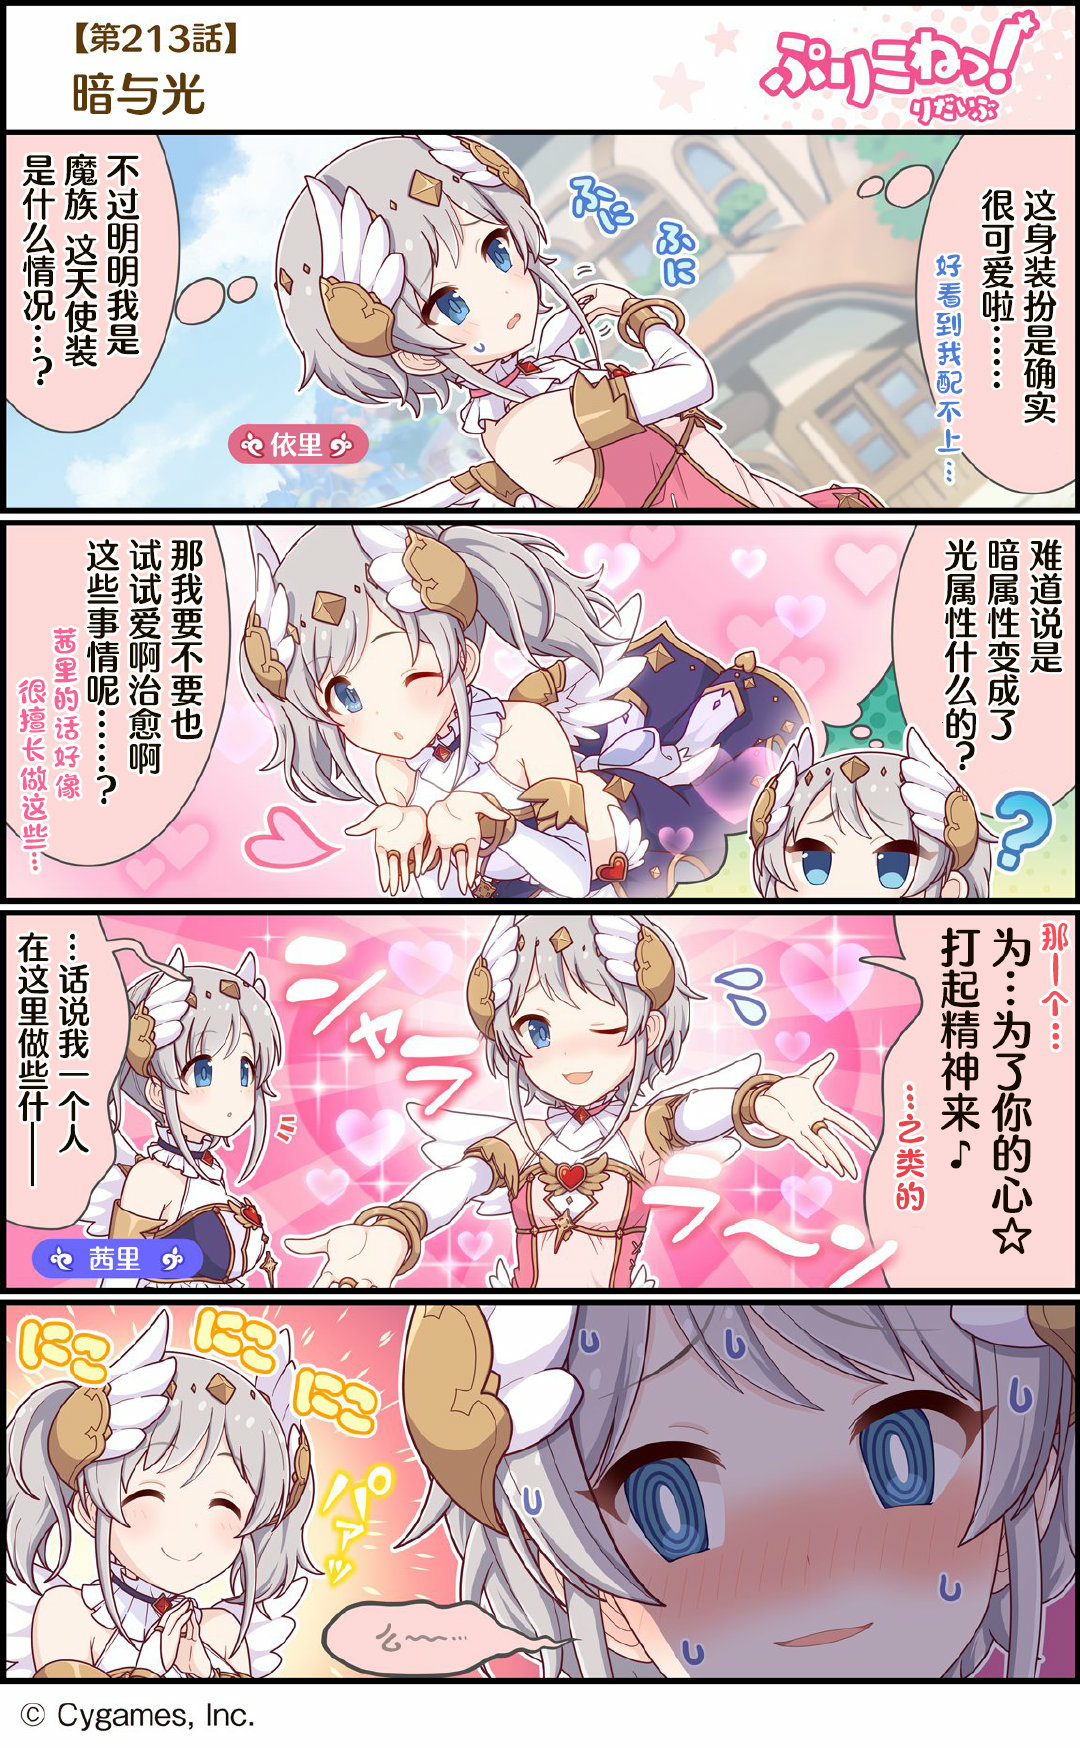 【第213話】
暗与光
ぷりこねっ!
りだいぶ
这身装扮是确实
很可爱啦……
好看到我配不上…
ふに
ふに
不过明明我是
魔族 这天使装
是什么情况…?
依里
难道说是
暗属性变成了
光属性什么的?
?
那我要不要也
试试爱啊治愈啊
这些事情呢……?
茜里的话好像
很擅长做这些…
那一个…
为…为了你的心☆
打起精神来♪
…之类的
シャララララ～ン
…话说我一个人
在这里做些什——
茜里
么～～…
にこ
にこ
にこ
パァッ
© Cygames, Inc.